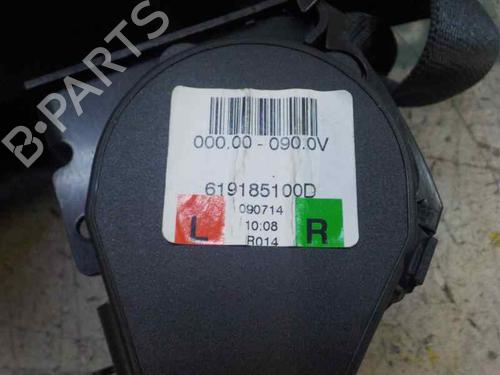 B-PARTS
000.00 - 090.0V
619185100D
090714
L 10:08 R
R014